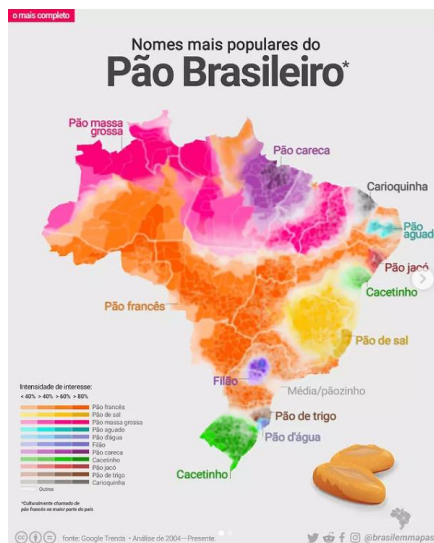 o mais completo
Nomes mais populares do
Pão Brasileiro*
Pão massa
grossa
Pão careca
Carioquinha
Pão
aguad
Pão jacó
Cacetinho
Pão francês
Pão de sal
Filão
Média/pãozinho
Pão de trigo
Pão d'água
Cacetinho
Intensidade de interesse:
< 40% > 40% > 60% > 80%
Pão francês
Pão de sal
Pão massa grossa
Pão aguado
Pão d'água
Filão
Pão careca
Cacetinho
Pão jacó
Pão de trigo
Carioquinha
Outros
*Culturalmente chamado de
pão francês na maior parte do país
fonte: Google Trends • Análise de 2004—Presente.
@brasilemmapas